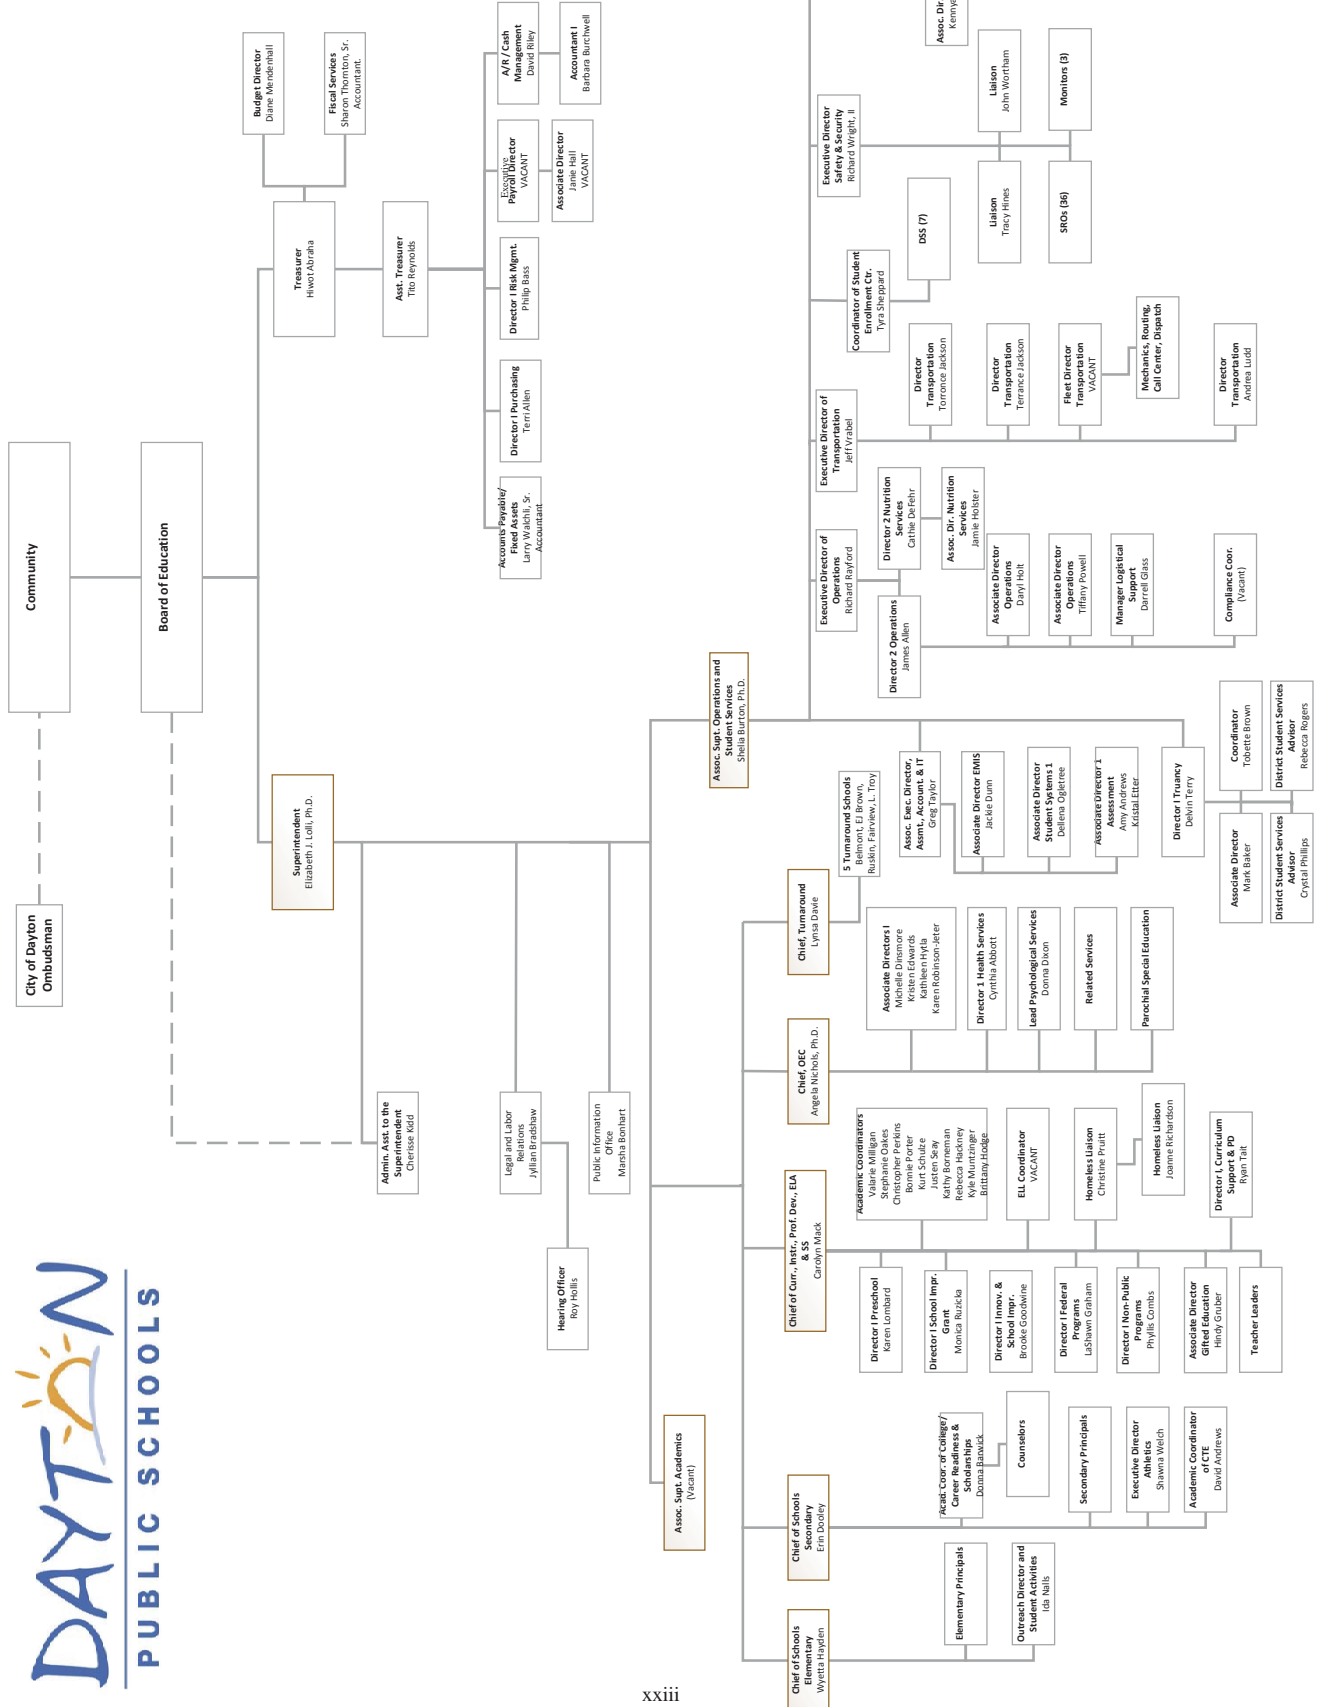 DAYTON
PUBLIC SCHOOLS
Community
City of Dayton
Ombudsman
Board of Education
Superintendent
Elizabeth J. Lolli, Ph.D.
Treasurer
Hiwot Abraha
Budget Director
Diane Mendenhall
Fiscal Services
Sharon Thornton, Sr.
Accountant.
Asst. Treasurer
Tito Reynolds
Accounts Payable/
Fixed Assets
Larry Walchli, Sr.
Accountant
Director I Purchasing
Terri Allen
Director I Risk Mgmt.
Philip Bass
Executive
Payroll Director
VACANT
Associate Director
Janie Hall
VACANT
A/R / Cash
Management
David Riley
Accountant I
Barbara Burchwell
Admin. Asst. to the
Superintendent
Cherisse Kidd
Legal and Labor
Relations
Jyllian Bradshaw
Hearing Officer
Roy Hollis
Public Information
Office
Marsha Bonhart
Assoc. Supt. Academics
(Vacant)
Assoc. Supt. Operations and
Student Services
Shelia Burton, Ph.D.
Chief of Schools
Elementary
Wyetta Hayden
Elementary Principals
Outreach Director and
Student Activities
Ida Nalls
Chief of Schools
Secondary
Erin Dooley
Acad. Coor. of College/
Career Readiness &
Scholarships
Donna Barwick
Counselors
Secondary Principals
Executive Director
Athletics
Shawna Welch
Academic Coordinator
of CTE
David Andrews
Chief of Curr., Instr., Prof. Dev., ELA
& SS
Carolyn Mack
Director I Preschool
Karen Lombard
Director I School Impr.
Grant
Monica Ruzicka
Director I Innov. &
School Impr.
Brooke Goodwine
Director I Federal
Programs
LaShawn Graham
Director I Non-Public
Programs
Phyllis Combs
Associate Director
Gifted Education
Hindy Gruber
Teacher Leaders
Academic Coordinators
Valarie Milligan
Stephanie Oakes
Christopher Perkins
Bonnie Porter
Kurt Schulze
Justen Seay
Kathy Borneman
Rebecca Hackney
Kyle Muntzinger
Brittany Hodge
ELL Coordinator
VACANT
Homeless Liaison
Christine Pruitt
Homeless Liaison
Joanne Richardson
Director I, Curriculum
Support & PD
Ryan Tait
Chief, OEC
Angela Nichols, Ph.D.
Associate Directors I
Michelle Dinsmore
Kristen Edwards
Kathleen Hytla
Karen Robinson-Jeter
Director 1 Health Services
Cynthia Abbott
Lead Psychological Services
Donna Dixon
Related Services
Parochial Special Education
Chief, Turnaround
Lynsa Davie
5 Turnaround Schools
Belmont, EJ Brown,
Ruskin, Fairview, L. Troy
Assoc. Exec. Director,
Assmt., Account. & IT
Greg Taylor
Associate Director EMIS
Jackie Dunn
Associate Director
Student Systems 1
Dellena Ogletree
Associate Director 1
Assessment
Amy Andrews
Kristal Etter
Director I Truancy
Delvin Terry
Associate Director
Mark Baker
Coordinator
Tobette Brown
District Student Services
Advisor
Crystal Phillips
District Student Services
Advisor
Rebecca Rogers
Executive Director of
Operations
Richard Rayford
Director 2 Operations
James Allen
Director 2 Nutrition
Services
Cathie DeFehr
Assoc. Dir. Nutrition
Services
Jamie Holster
Associate Director
Operations
Daryl Holt
Associate Director
Operations
Tiffany Powell
Manager Logistical
Support
Darrell Glass
Compliance Coor.
(Vacant)
Executive Director of
Transportation
Jeff Vrabel
Director
Transportation
Torronce Jackson
Director
Transportation
Terrance Jackson
Fleet Director
Transportation
VACANT
Mechanics, Routing,
Call Center, Dispatch
Director
Transportation
Andrea Ludd
Coordinator of Student
Enrollment Ctr.
Tyra Sheppard
DSS (7)
Executive Director
Safety & Security
Richard Wright, II
Liaison
Tracy Hines
Liaison
John Wortham
SROs (36)
Monitors (3)
Assoc. Dir.
Kenny
xxiii